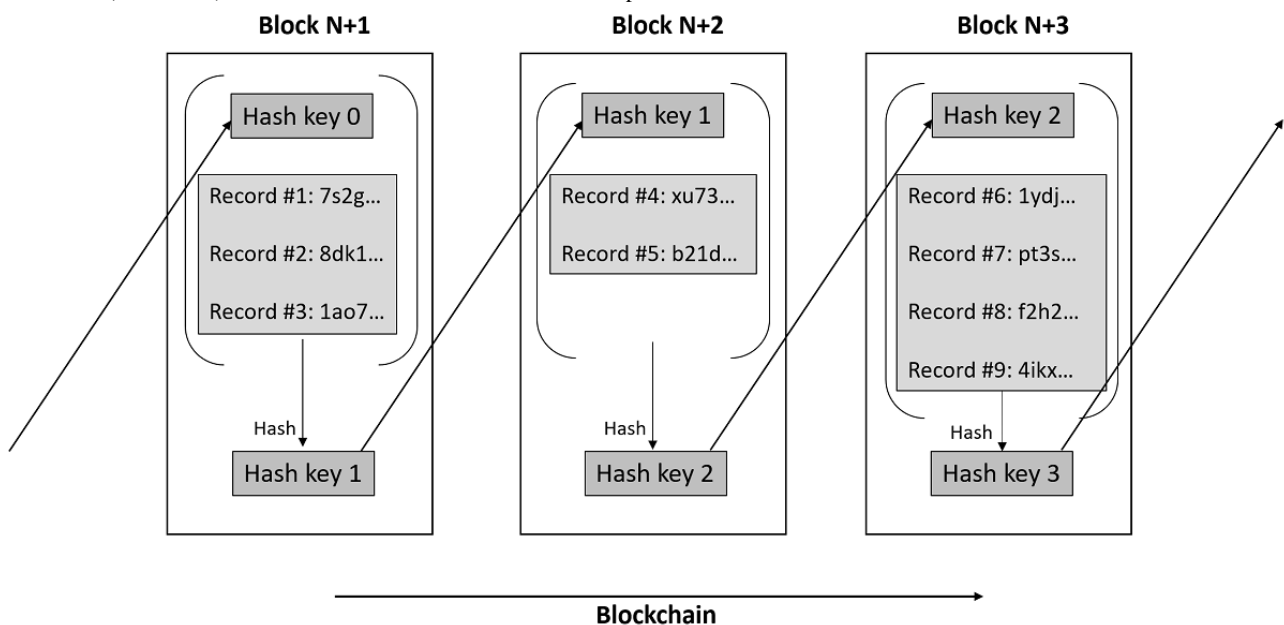 Block N+1
Block N+2
Block N+3
Hash key 0
Hash key 1
Hash key 2
Record #1: 7s2g...
Record #4: xu73...
Record #6: 1ydj...
Record #2: 8dk1...
Record #5: b21d...
Record #7: pt3s...
Record #3: 1ao7...
Record #8: f2h2...
Record #9: 4ikx...
Hash
Hash
Hash
Hash key 1
Hash key 2
Hash key 3
Blockchain